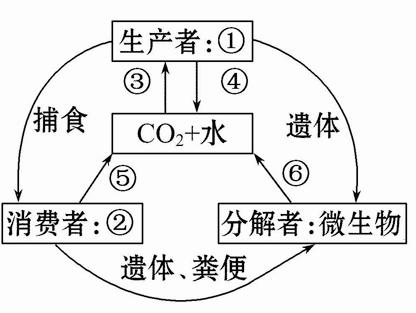 生产者:①
③ ④
捕食
CO₂+水
遗体
⑤ ⑥
消费者:②
分解者:微生物
遗体、粪便